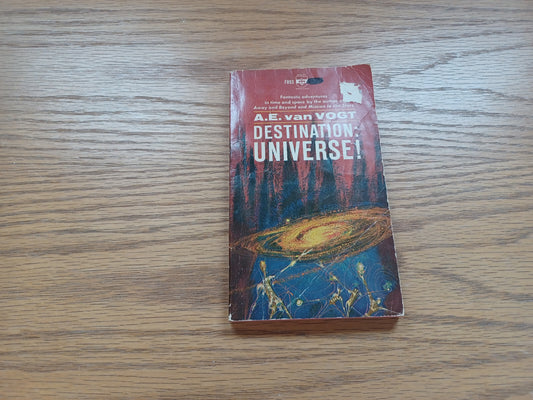 Fantastic adventures
in time and space by the author
Away and Beyond and Mission to the Stars
A.E. van VOGT
DESTINATION:
UNIVERSE!